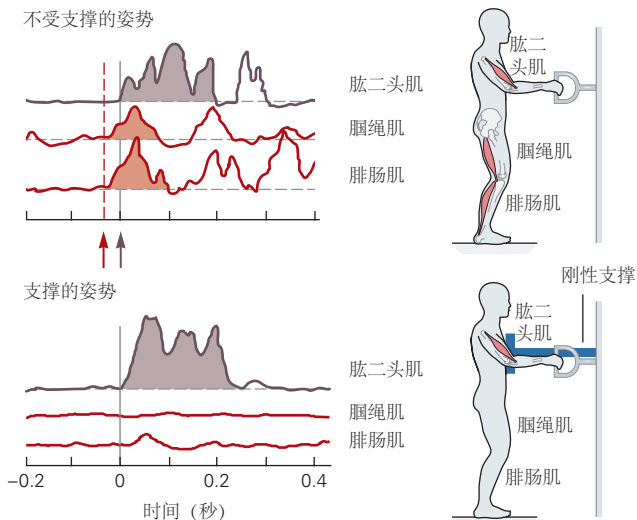 不受支撑的姿势
肱二头肌
腘绳肌
腓肠肌
肱二
头肌
腘绳肌
腓肠肌
支撑的姿势
刚性支撑
肱二头肌
腘绳肌
腓肠肌
肱二
头肌
腘绳肌
腓肠肌
−0.2 0 0.2 0.4
时间（秒）